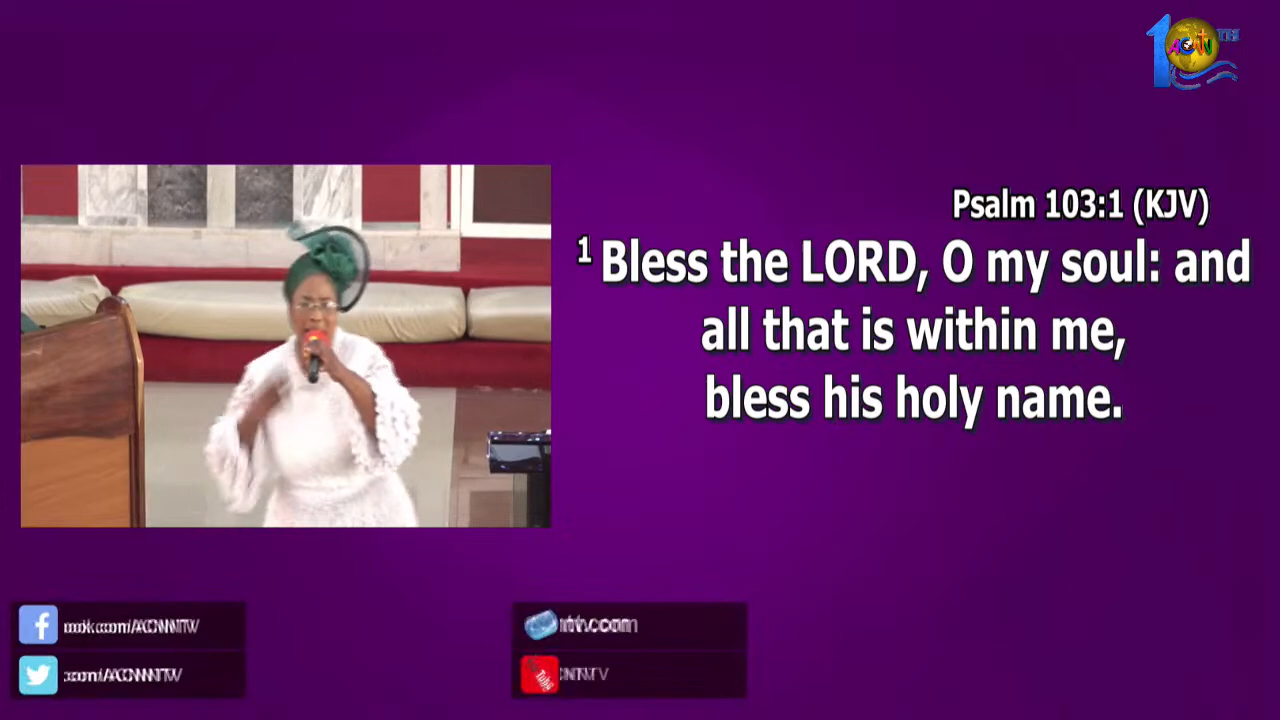 Psalm 103:1 (KJV)
1 Bless the LORD, O my soul: and
all that is within me,
bless his holy name.